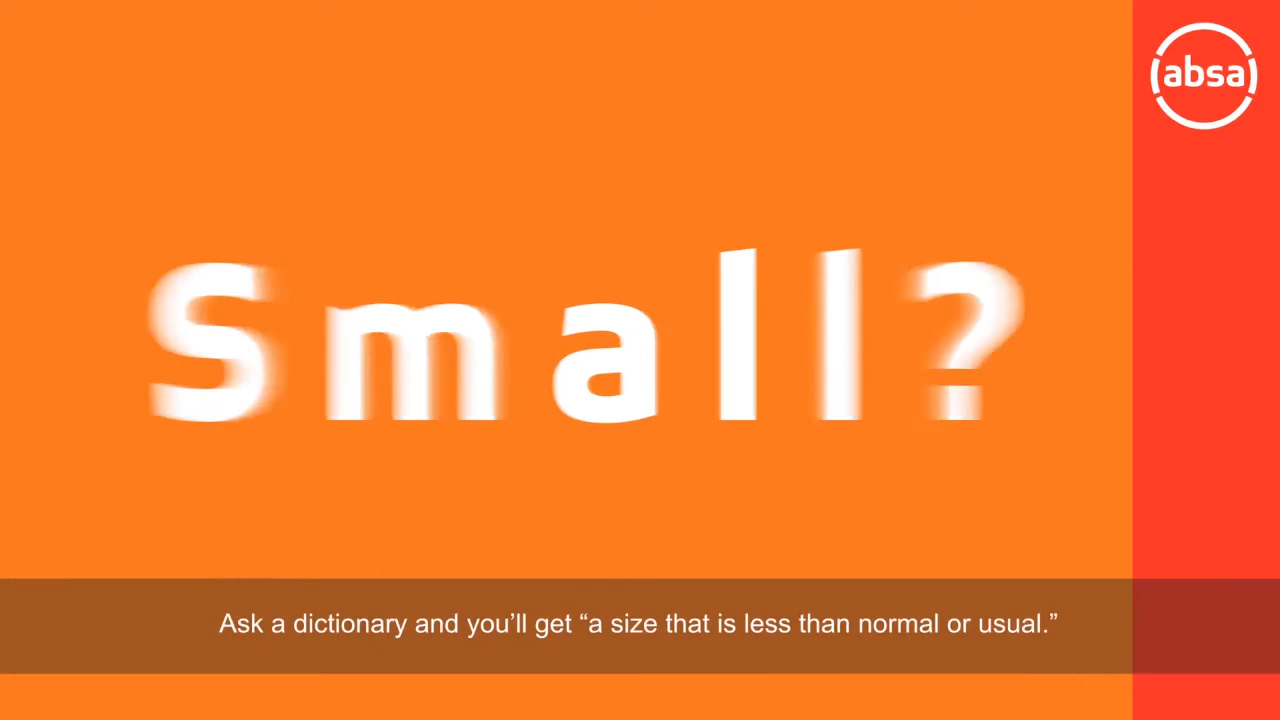 absa
Small?
Ask a dictionary and you’ll get “a size that is less than normal or usual.”